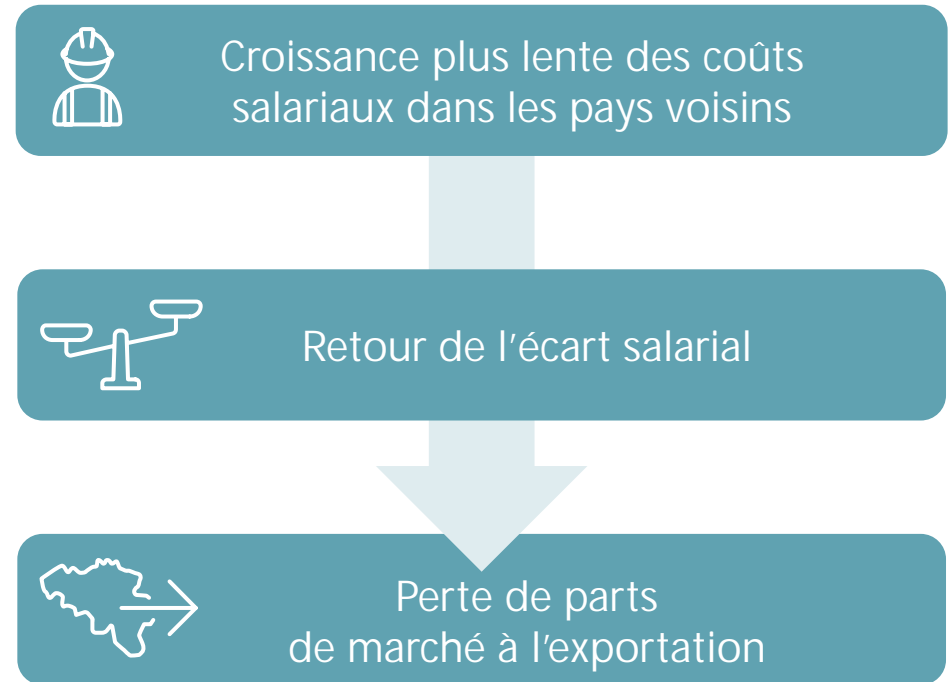 Croissance plus lente des coûts
salariaux dans les pays voisins
Retour de l'écart salarial
Perte de parts
de marché à l'exportation